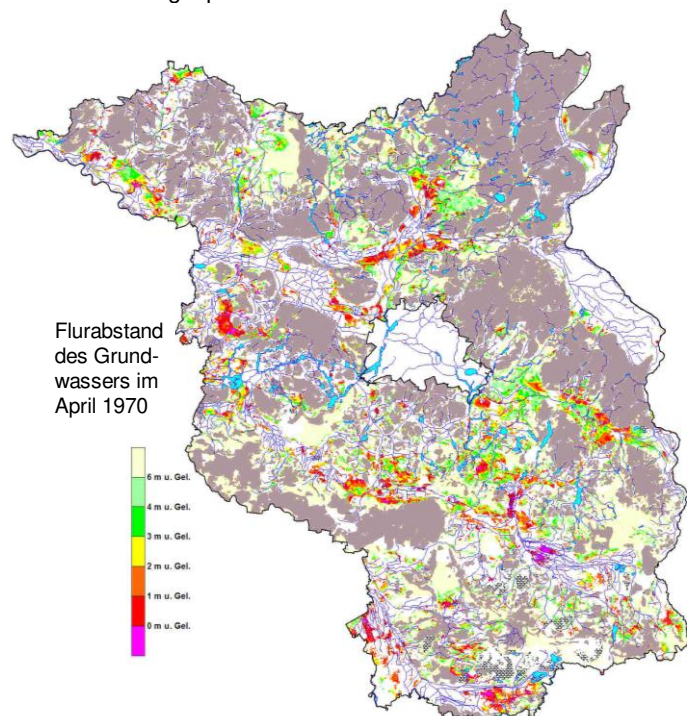 Flurabstand
des Grund-
wassers im
April 1970
6 m u. Gel.
4 m u. Gel.
3 m u. Gel.
2 m u. Gel.
1 m u. Gel.
0 m u. Gel.